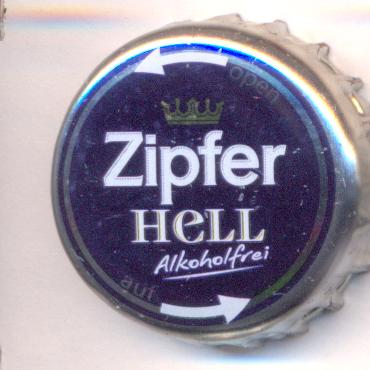 open
Zipfer
HeLL
Alkoholfrei
auf